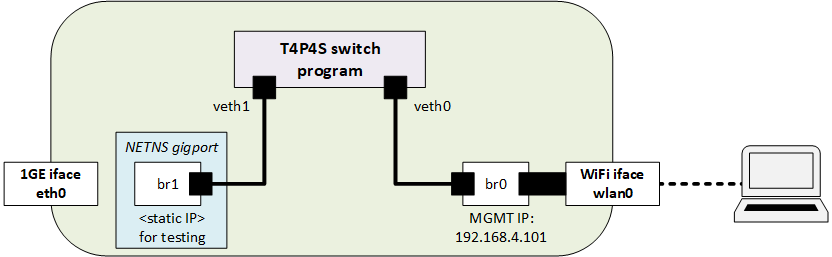 T4P4S switch
program
veth1
veth0
NETNS gigport
1GE iface
eth0
br1
<static IP>
for testing
br0
MGMT IP:
192.168.4.101
WiFi iface
wlan0